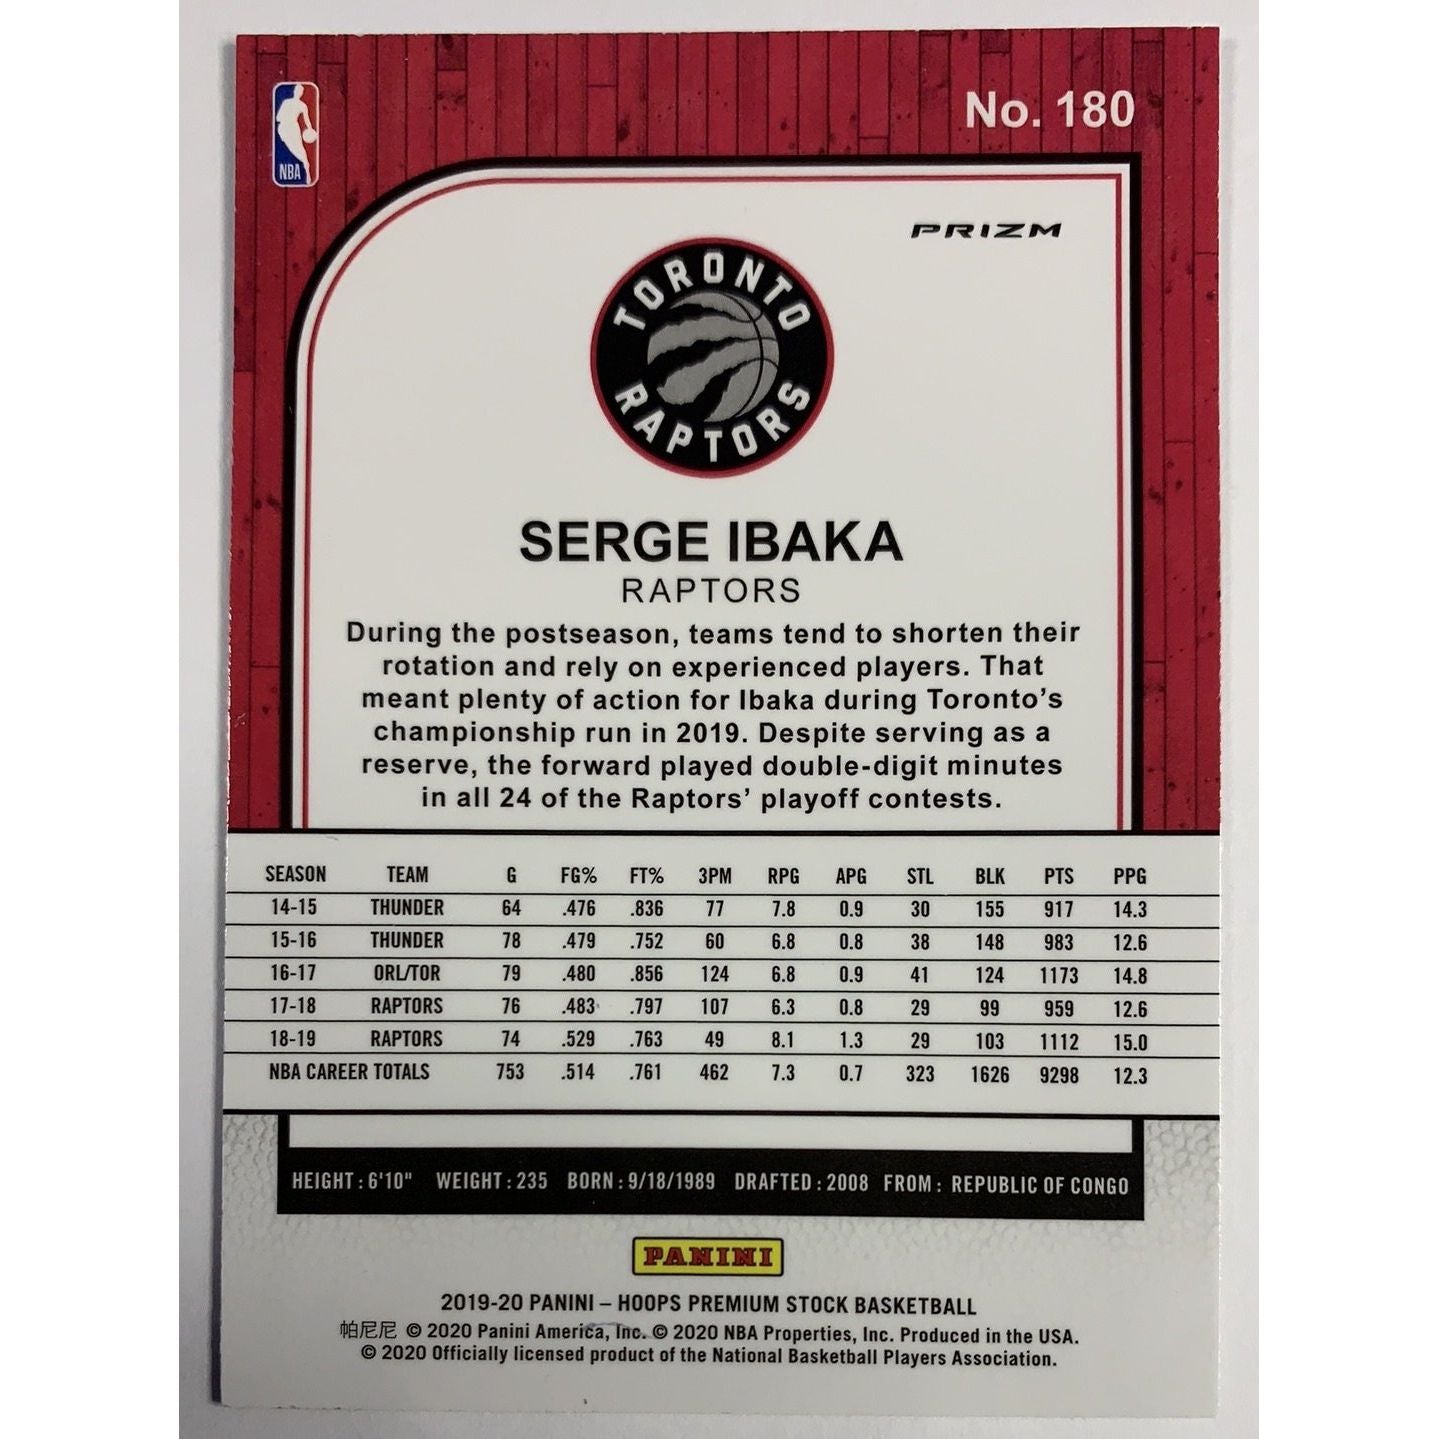 NBA
No. 180
PRIZM
TORONTO
RAPTORS
SERGE IBAKA
RAPTORS
During the postseason, teams tend to shorten their
rotation and rely on experienced players. That
meant plenty of action for Ibaka during Toronto's
championship run in 2019. Despite serving as a
reserve, the forward played double-digit minutes
in all 24 of the Raptors' playoff contests.
SEASON TEAM G FG% FT% 3PM RPG APG STL BLK PTS PPG
14-15 THUNDER 64 .476 .836 77 7.8 0.9 30 155 917 14.3
15-16 THUNDER 78 .479 .752 60 6.8 0.8 38 148 983 12.6
16-17 ORL/TOR 79 .480 .856 124 6.8 0.9 41 124 1173 14.8
17-18 RAPTORS 76 .483 .797 107 6.3 0.8 29 99 959 12.6
18-19 RAPTORS 74 .529 .763 49 8.1 1.3 29 103 1112 15.0
NBA CAREER TOTALS 753 .514 .761 462 7.3 0.7 323 1626 9298 12.3
HEIGHT : 6'10" WEIGHT : 235 BORN : 9/18/1989 DRAFTED : 2008 FROM : REPUBLIC OF CONGO
PANINI
2019-20 PANINI – HOOPS PREMIUM STOCK BASKETBALL
帕尼尼 © 2020 Panini America, Inc. © 2020 NBA Properties, Inc. Produced in the USA.
© 2020 Officially licensed product of the National Basketball Players Association.